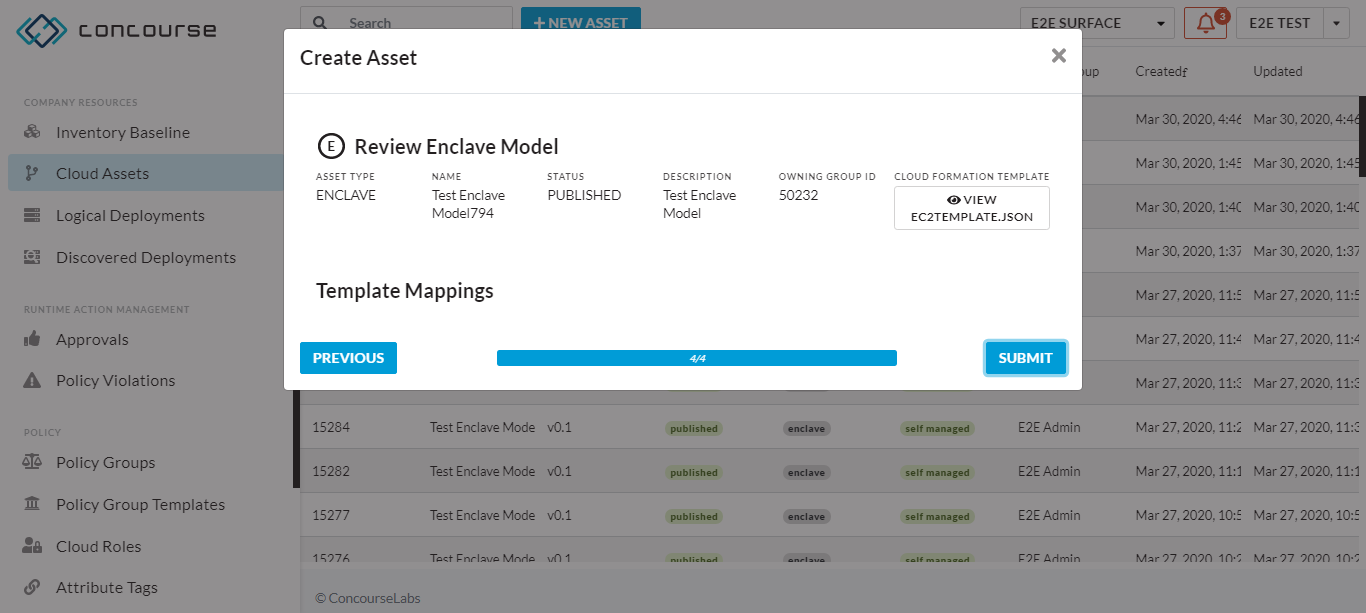 concourse
Search
+ NEW ASSET
E2E SURFACE
3
E2E TEST
Create Asset
E Review Enclave Model
ASSET TYPE NAME STATUS DESCRIPTION OWNING GROUP ID CLOUD FORMATION TEMPLATE
ENCLAVE Test Enclave PUBLISHED Test Enclave 50232 VIEW
Model794 Model EC2TEMPLATE.JSON
Template Mappings
PREVIOUS 4/4 SUBMIT
COMPANY RESOURCES
Inventory Baseline
Cloud Assets
Logical Deployments
Discovered Deployments
RUNTIME ACTION MANAGEMENT
Approvals
Policy Violations
POLICY
Policy Groups
Policy Group Templates
Cloud Roles
Attribute Tags
oup Created Updated
Mar 30, 2020, 4:46 Mar 30, 2020, 4:46
Mar 30, 2020, 1:45 Mar 30, 2020, 1:45
Mar 30, 2020, 1:40 Mar 30, 2020, 1:40
Mar 30, 2020, 1:37 Mar 30, 2020, 1:37
Mar 27, 2020, 11:5 Mar 27, 2020, 11:5
Mar 27, 2020, 11:4 Mar 27, 2020, 11:4
Mar 27, 2020, 11:3 Mar 27, 2020, 11:3
15284 Test Enclave Mode v0.1 published enclave self managed E2E Admin Mar 27, 2020, 11:2 Mar 27, 2020, 11:3
15282 Test Enclave Mode v0.1 published enclave self managed E2E Admin Mar 27, 2020, 11:1 Mar 27, 2020, 11:1
15277 Test Enclave Mode v0.1 published enclave self managed E2E Admin Mar 27, 2020, 10:5 Mar 27, 2020, 10:5
15276 Test Enclave Mode v0.1 published enclave self managed E2E Admin Mar 27, 2020, 10:2 Mar 27, 2020, 10:2
© ConcourseLabs